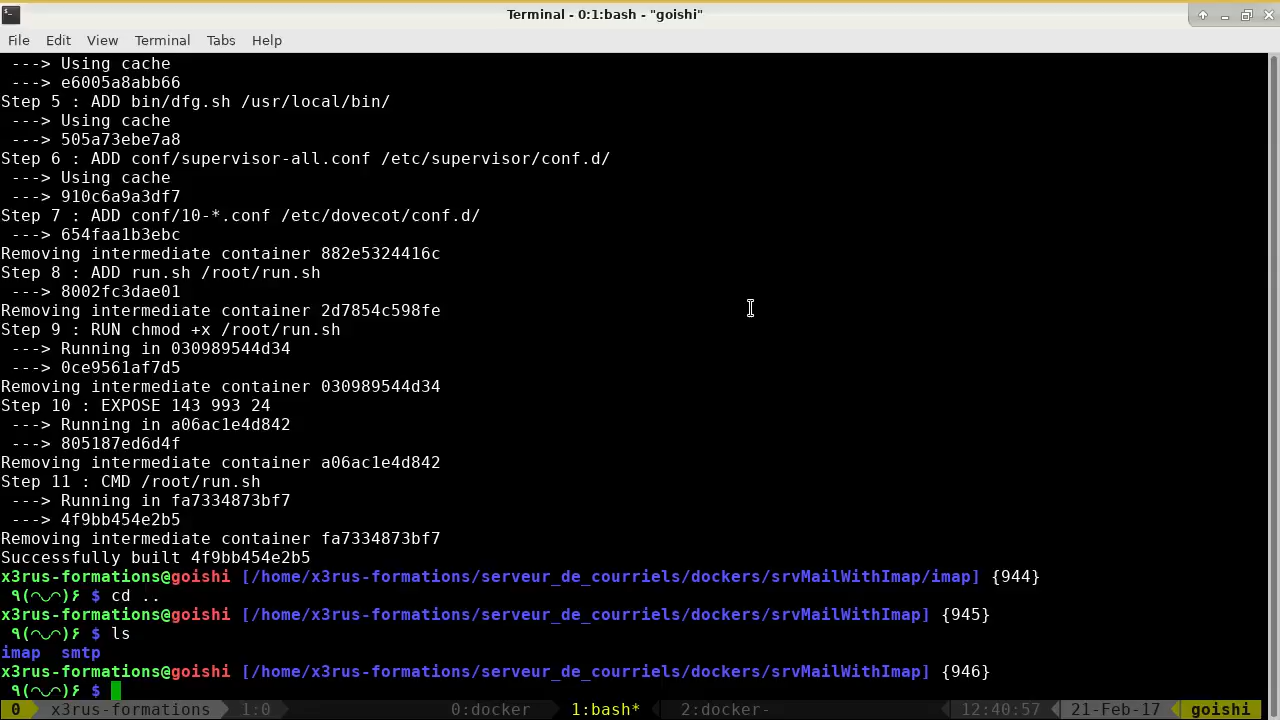 Terminal - 0:1:bash - "goishi"
File Edit View Terminal Tabs Help
 ---> Using cache
 ---> e6005a8abb66
Step 5 : ADD bin/dfg.sh /usr/local/bin/
 ---> Using cache
 ---> 505a73ebe7a8
Step 6 : ADD conf/supervisor-all.conf /etc/supervisor/conf.d/
 ---> Using cache
 ---> 910c6a9a3df7
Step 7 : ADD conf/10-*.conf /etc/dovecot/conf.d/
 ---> 654faa1b3ebc
Removing intermediate container 882e5324416c
Step 8 : ADD run.sh /root/run.sh
 ---> 8002fc3dae01
Removing intermediate container 2d7854c598fe
Step 9 : RUN chmod +x /root/run.sh
 ---> Running in 030989544d34
 ---> 0ce9561af7d5
Removing intermediate container 030989544d34
Step 10 : EXPOSE 143 993 24
 ---> Running in a06ac1e4d842
 ---> 805187ed6d4f
Removing intermediate container a06ac1e4d842
Step 11 : CMD /root/run.sh
 ---> Running in fa7334873bf7
 ---> 4f9bb454e2b5
Removing intermediate container fa7334873bf7
Successfully built 4f9bb454e2b5
x3rus-formations@goishi [/home/x3rus-formations/serveur_de_courriels/dockers/srvMailWithImap/imap] {944}
 ٩(◠◡◠)۶ $ cd ..
x3rus-formations@goishi [/home/x3rus-formations/serveur_de_courriels/dockers/srvMailWithImap] {945}
 ٩(◠◡◠)۶ $ ls
imap  smtp
x3rus-formations@goishi [/home/x3rus-formations/serveur_de_courriels/dockers/srvMailWithImap] {946}
 ٩(◠◡◠)۶ $
0 x3rus-formations 1:0 0:docker 1:bash* 2:docker- 12:40:57 21-Feb-17 goishi